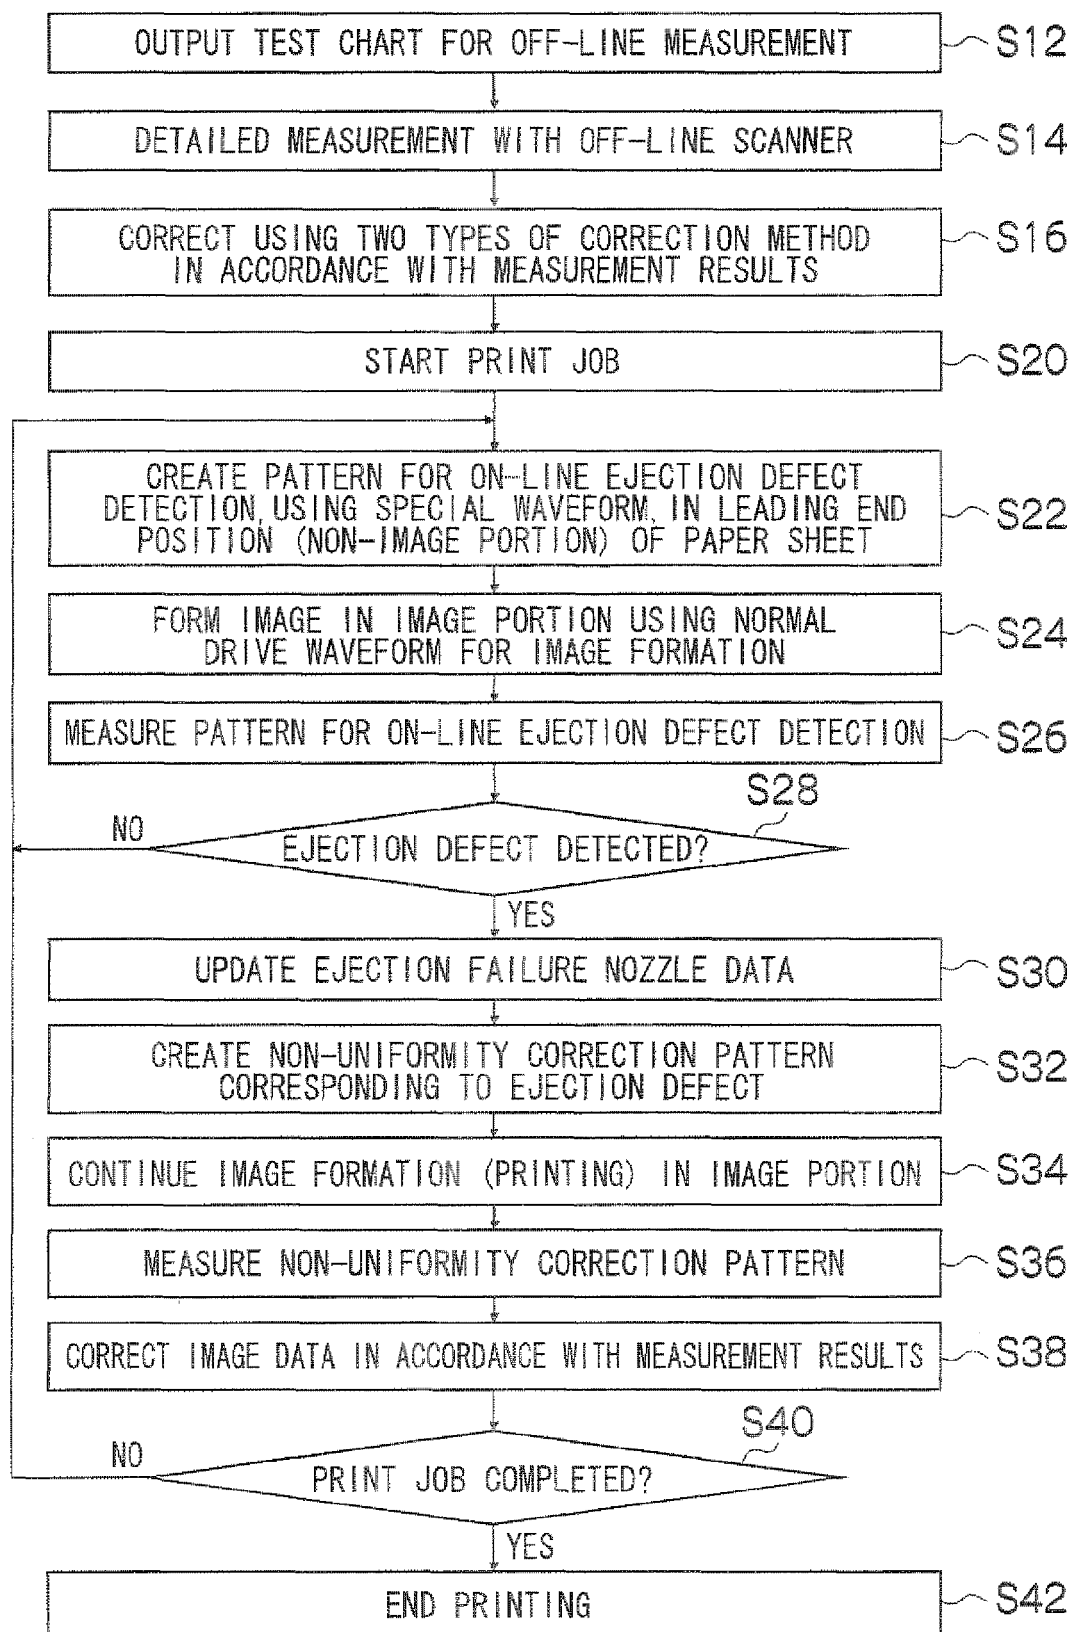 OUTPUT TEST CHART FOR OFF-LINE MEASUREMENT S12
DETAILED MEASUREMENT WITH OFF-LINE SCANNER S14
CORRECT USING TWO TYPES OF CORRECTION METHOD
IN ACCORDANCE WITH MEASUREMENT RESULTS
S16
START PRINT JOB S20
CREATE PATTERN FOR ON-LINE EJECTION DEFECT
DETECTION, USING SPECIAL WAVEFORM, IN LEADING END
POSITION (NON-IMAGE PORTION) OF PAPER SHEET
S22
FORM IMAGE IN IMAGE PORTION USING NORMAL
DRIVE WAVEFORM FOR IMAGE FORMATION
S24
MEASURE PATTERN FOR ON-LINE EJECTION DEFECT DETECTION S26
S28
NO
EJECTION DEFECT DETECTED?
YES
UPDATE EJECTION FAILURE NOZZLE DATA S30
CREATE NON-UNIFORMITY CORRECTION PATTERN
CORRESPONDING TO EJECTION DEFECT
S32
CONTINUE IMAGE FORMATION (PRINTING) IN IMAGE PORTION S34
MEASURE NON-UNIFORMITY CORRECTION PATTERN S36
CORRECT IMAGE DATA IN ACCORDANCE WITH MEASUREMENT RESULTS S38
S40
NO
PRINT JOB COMPLETED?
YES
END PRINTING S42